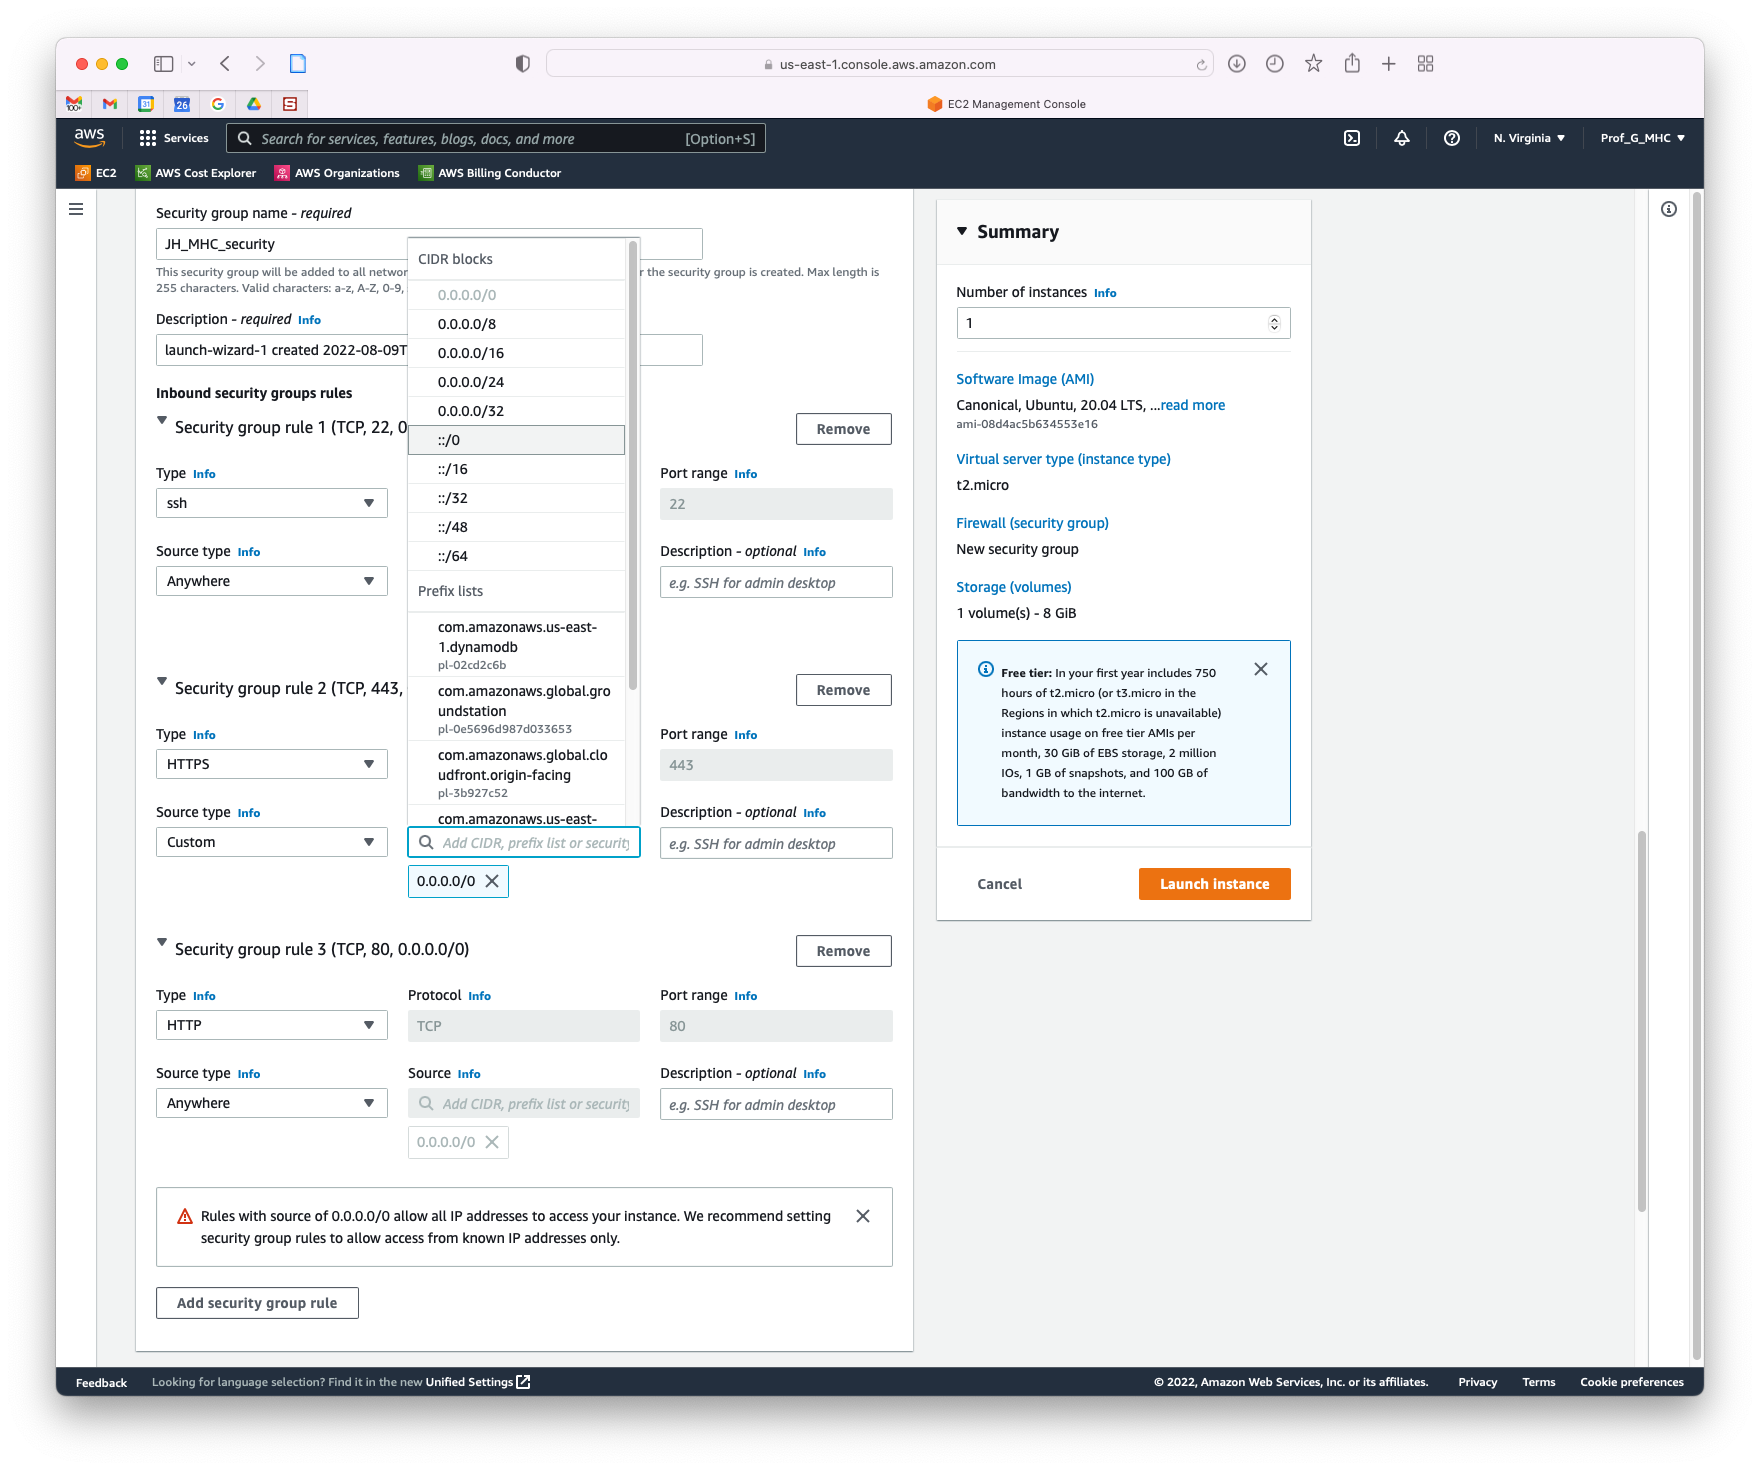 us-east-1.console.aws.amazon.com
EC2 Management Console
aws
Services
Search for services, features, blogs, docs, and more
[Option+S]
N. Virginia
Prof_G_MHC
EC2
AWS Cost Explorer
AWS Organizations
AWS Billing Conductor
Security group name - required
JH_MHC_security
This security group will be added to all networ
r the security group is created. Max length is
255 characters. Valid characters: a-z, A-Z, 0-9,
Description - required Info
launch-wizard-1 created 2022-08-09T
Inbound security groups rules
Security group rule 1 (TCP, 22, 0
Remove
Type Info
Port range Info
ssh
22
Source type Info
Description - optional Info
Anywhere
e.g. SSH for admin desktop
CIDR blocks
0.0.0.0/0
0.0.0.0/8
0.0.0.0/16
0.0.0.0/24
0.0.0.0/32
::/0
::/16
::/32
::/48
::/64
Prefix lists
com.amazonaws.us-east-
1.dynamodb
pl-02cd2c6b
com.amazonaws.global.gro
undstation
pl-0e5696d987d033653
com.amazonaws.global.clo
udfront.origin-facing
pl-3b927c52
com.amazonaws.us-east-
Security group rule 2 (TCP, 443,
Remove
Type Info
Port range Info
HTTPS
443
Source type Info
Description - optional Info
Custom
Add CIDR, prefix list or security
e.g. SSH for admin desktop
0.0.0.0/0
Security group rule 3 (TCP, 80, 0.0.0.0/0)
Remove
Type Info
Protocol Info
Port range Info
HTTP
TCP
80
Source type Info
Source Info
Description - optional Info
Anywhere
Add CIDR, prefix list or security
e.g. SSH for admin desktop
0.0.0.0/0
Rules with source of 0.0.0.0/0 allow all IP addresses to access your instance. We recommend setting
security group rules to allow access from known IP addresses only.
Add security group rule
Summary
Number of instances Info
1
Software Image (AMI)
Canonical, Ubuntu, 20.04 LTS, ...read more
ami-08d4ac5b634553e16
Virtual server type (instance type)
t2.micro
Firewall (security group)
New security group
Storage (volumes)
1 volume(s) - 8 GiB
Free tier: In your first year includes 750
hours of t2.micro (or t3.micro in the
Regions in which t2.micro is unavailable)
instance usage on free tier AMIs per
month, 30 GiB of EBS storage, 2 million
IOs, 1 GB of snapshots, and 100 GB of
bandwidth to the internet.
Cancel
Launch instance
Feedback
Looking for language selection? Find it in the new Unified Settings
© 2022, Amazon Web Services, Inc. or its affiliates.
Privacy
Terms
Cookie preferences